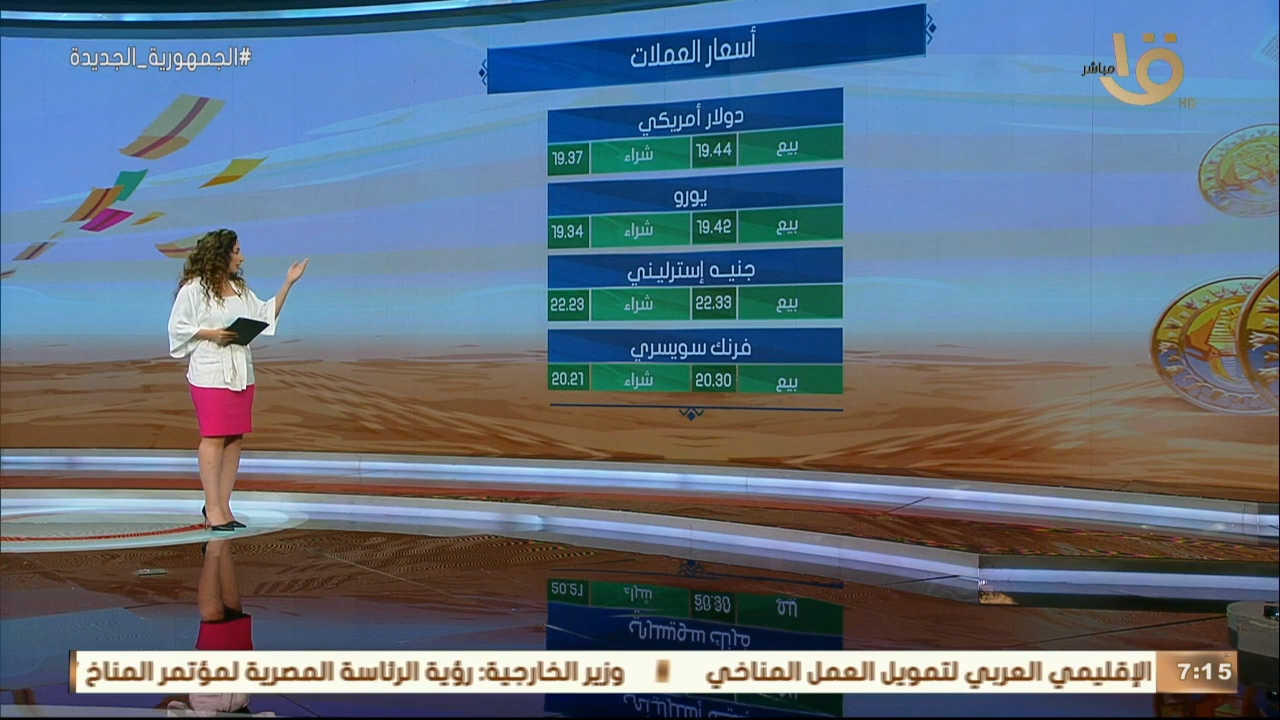 #الجمهورية_الجديدة
مباشر
HD
أسعار العملات
دولار أمريكي
بيع 19.44 شراء 19.37
يورو
بيع 19.42 شراء 19.34
جنيه إسترليني
بيع 22.33 شراء 22.23
فرنك سويسري
بيع 20.30 شراء 20.21
7:15 الإقليمي العربي لتمويل العمل المناخي وزير الخارجية: رؤية الرئاسة المصرية لمؤتمر المناخ